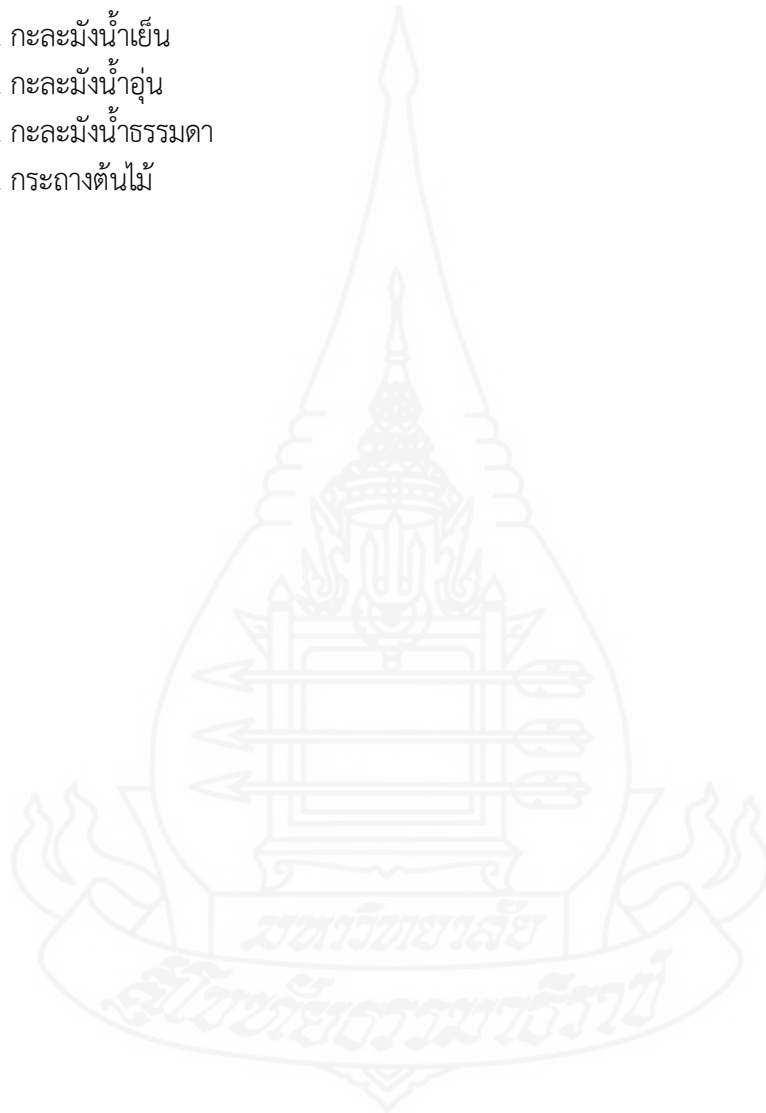 . กะละมังน้ำเย็น
. กะละมังน้ำอุ่น
. กะละมังน้ำธรรมดา
. กระถางต้นไม้
มหาวิทยาลัย
สุโขทัยธรรมาธิราช